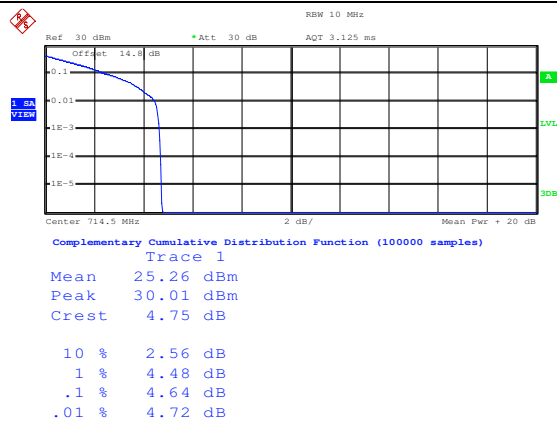 RBW 10 MHz
Ref 30 dBm *Att 30 dB AQT 3.125 ms
Offset 14.8 dB
0.1
A
0.01
1 SA
VIEW
1E-3
LVL
1E-4
1E-5
3DB
Center 714.5 MHz 2 dB/ Mean Pwr + 20 dB
Complementary Cumulative Distribution Function (100000 samples)
Trace 1
Mean 25.26 dBm
Peak 30.01 dBm
Crest 4.75 dB
10 % 2.56 dB
1 % 4.48 dB
.1 % 4.64 dB
.01 % 4.72 dB